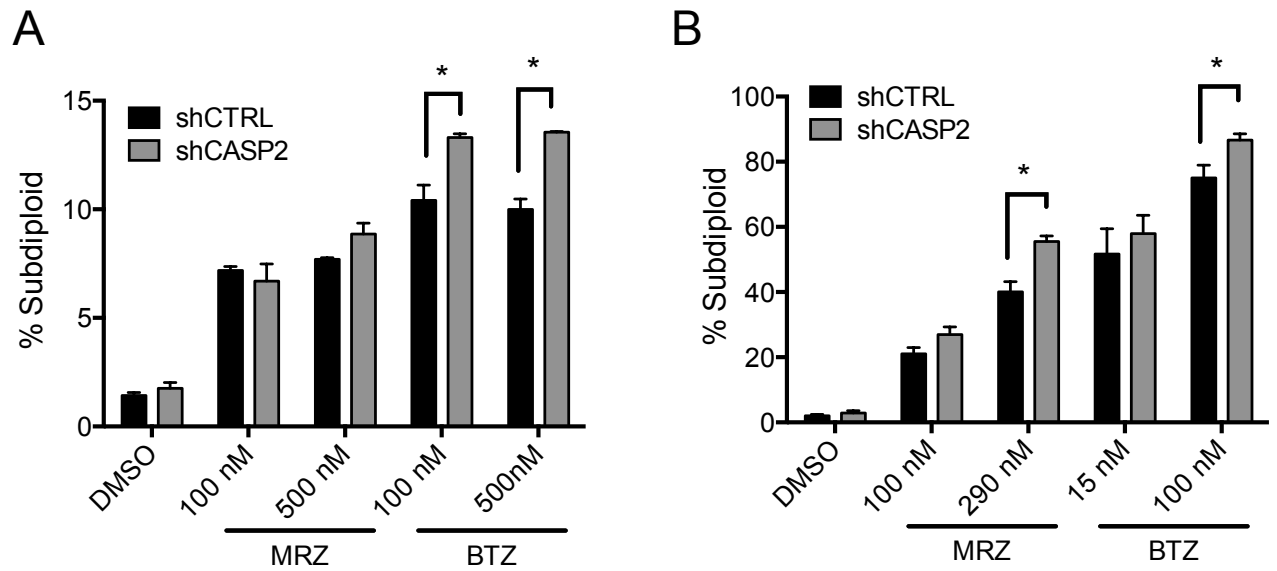 A
*
*
15
10
5
0
% Subdiploid
shCTRL
shCASP2
DMSO
100 nM
500 nM
100 nM
500nM
MRZ
BTZ
B
*
*
100
80
60
40
20
0
% Subdiploid
shCTRL
shCASP2
DMSO
100 nM
290 nM
15 nM
100 nM
MRZ
BTZ